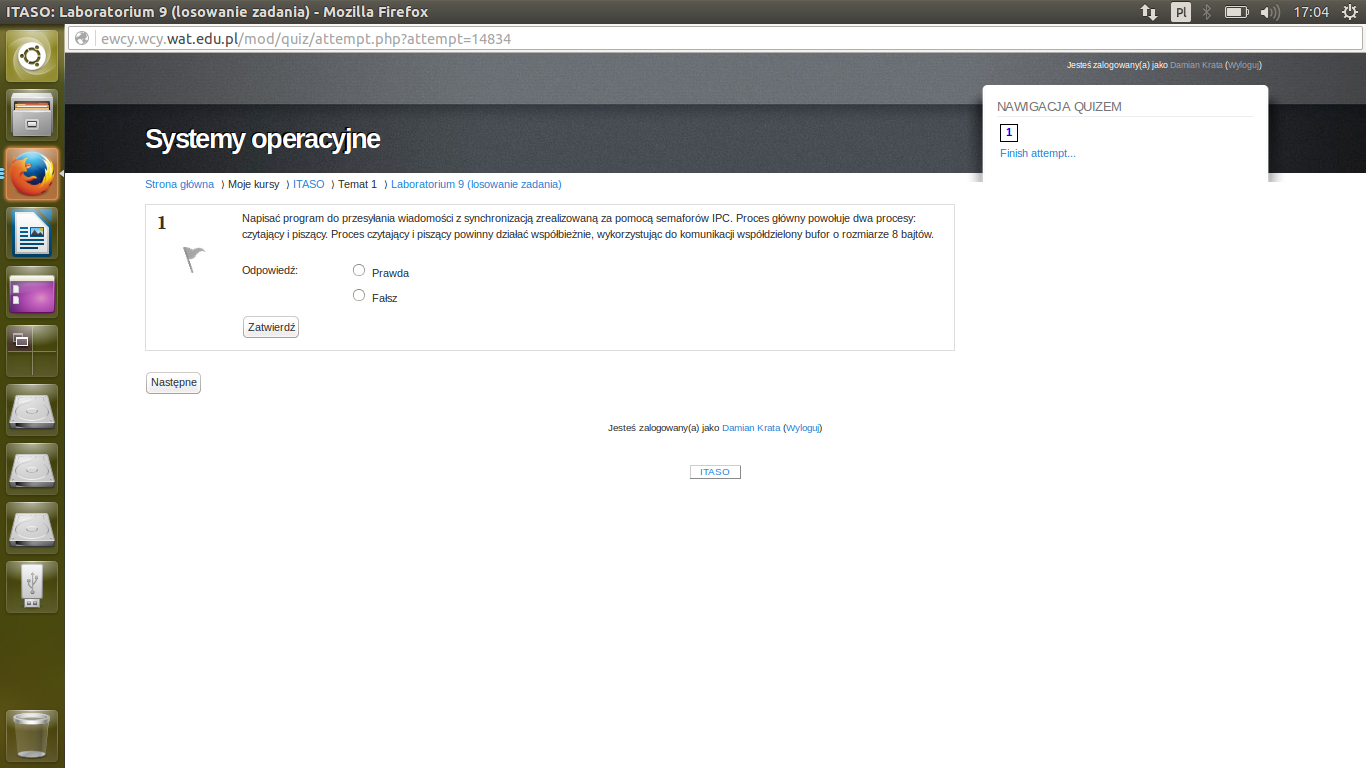 ITASO: Laboratorium 9 (losowanie zadania) - Mozilla Firefox
Pl
17:04
ewcy.wcy.wat.edu.pl/mod/quiz/attempt.php?attempt=14834
Jesteś zalogowany(a) jako Damian Krata (Wyloguj)
Systemy operacyjne
NAWIGACJA QUIZEM
1
Finish attempt...
Strona główna ⟩ Moje kursy ⟩ ITASO ⟩ Temat 1 ⟩ Laboratorium 9 (losowanie zadania)
1
Napisać program do przesyłania wiadomości z synchronizacją zrealizowaną za pomocą semaforów IPC. Proces główny powołuje dwa procesy:
czytający i piszący. Proces czytający i piszący powinny działać współbieżnie, wykorzystując do komunikacji współdzielony bufor o rozmiarze 8 bajtów.
Odpowiedź:
Prawda
Fałsz
Zatwierdź
Następne
Jesteś zalogowany(a) jako Damian Krata (Wyloguj)
ITASO